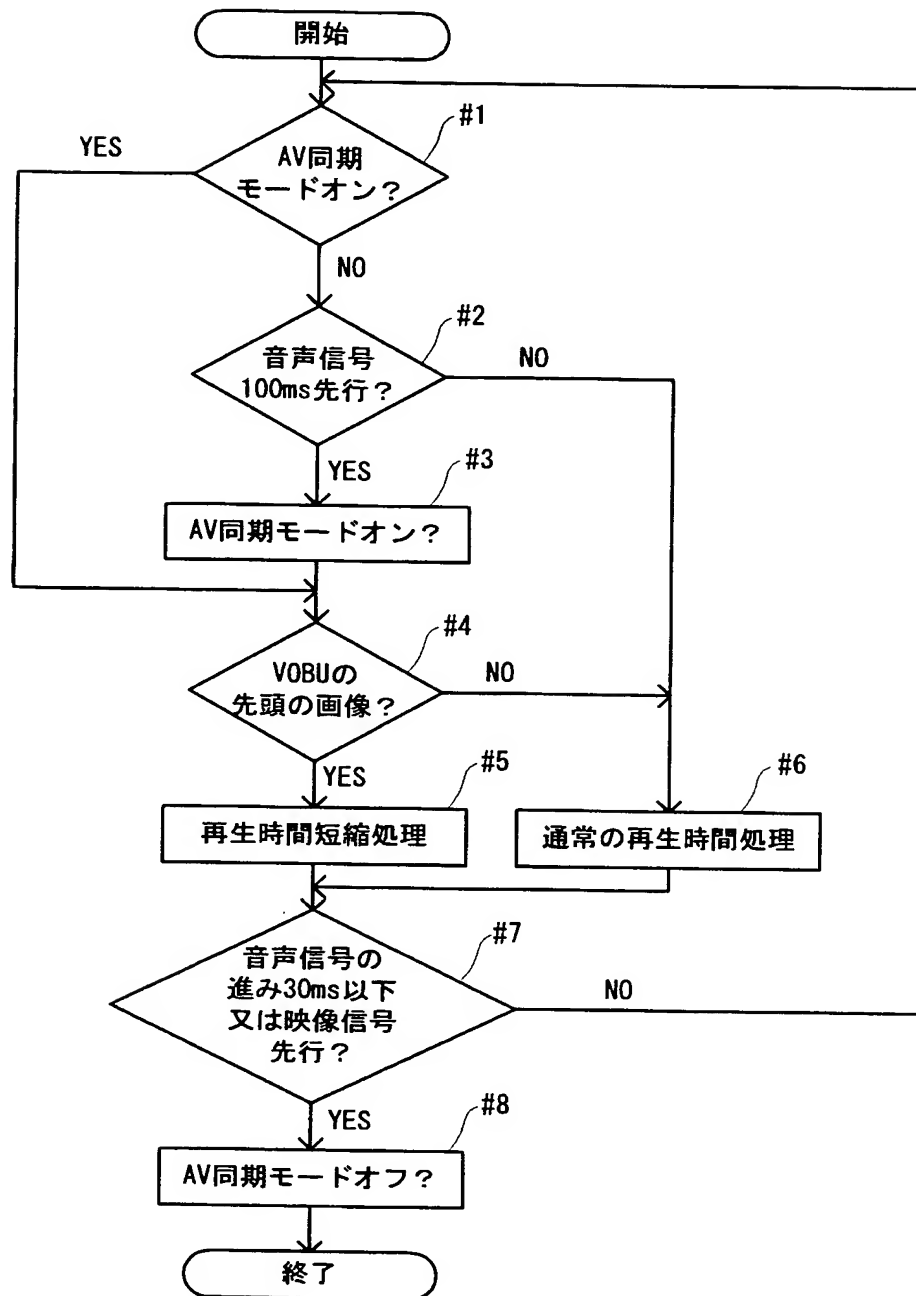 開始
#1
YES
AV同期
モードオン？
NO
#2
音声信号
100ms先行？
NO
YES
#3
AV同期モードオン？
#4
VOBUの
先頭の画像？
NO
YES
#5
#6
再生時間短縮処理
通常の再生時間処理
#7
音声信号の
進み30ms以下
又は映像信号
先行？
NO
YES
#8
AV同期モードオフ？
終了